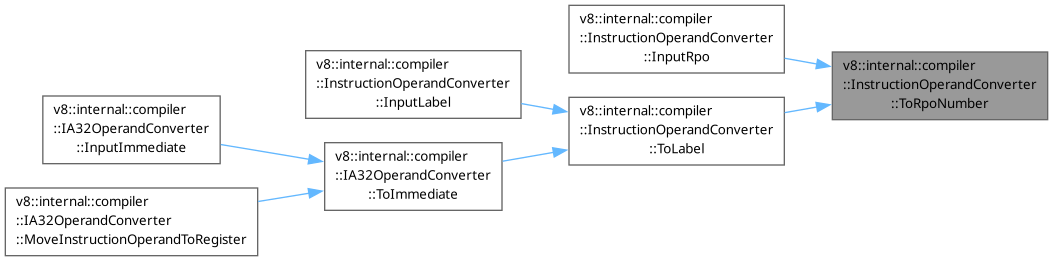 v8::internal::compiler
::InstructionOperandConverter
::InputRpo
v8::internal::compiler
::InstructionOperandConverter
::InputLabel
v8::internal::compiler
::InstructionOperandConverter
::ToRpoNumber
v8::internal::compiler
::IA32OperandConverter
::InputImmediate
v8::internal::compiler
::InstructionOperandConverter
::ToLabel
v8::internal::compiler
::IA32OperandConverter
::ToImmediate
v8::internal::compiler
::IA32OperandConverter
::MoveInstructionOperandToRegister